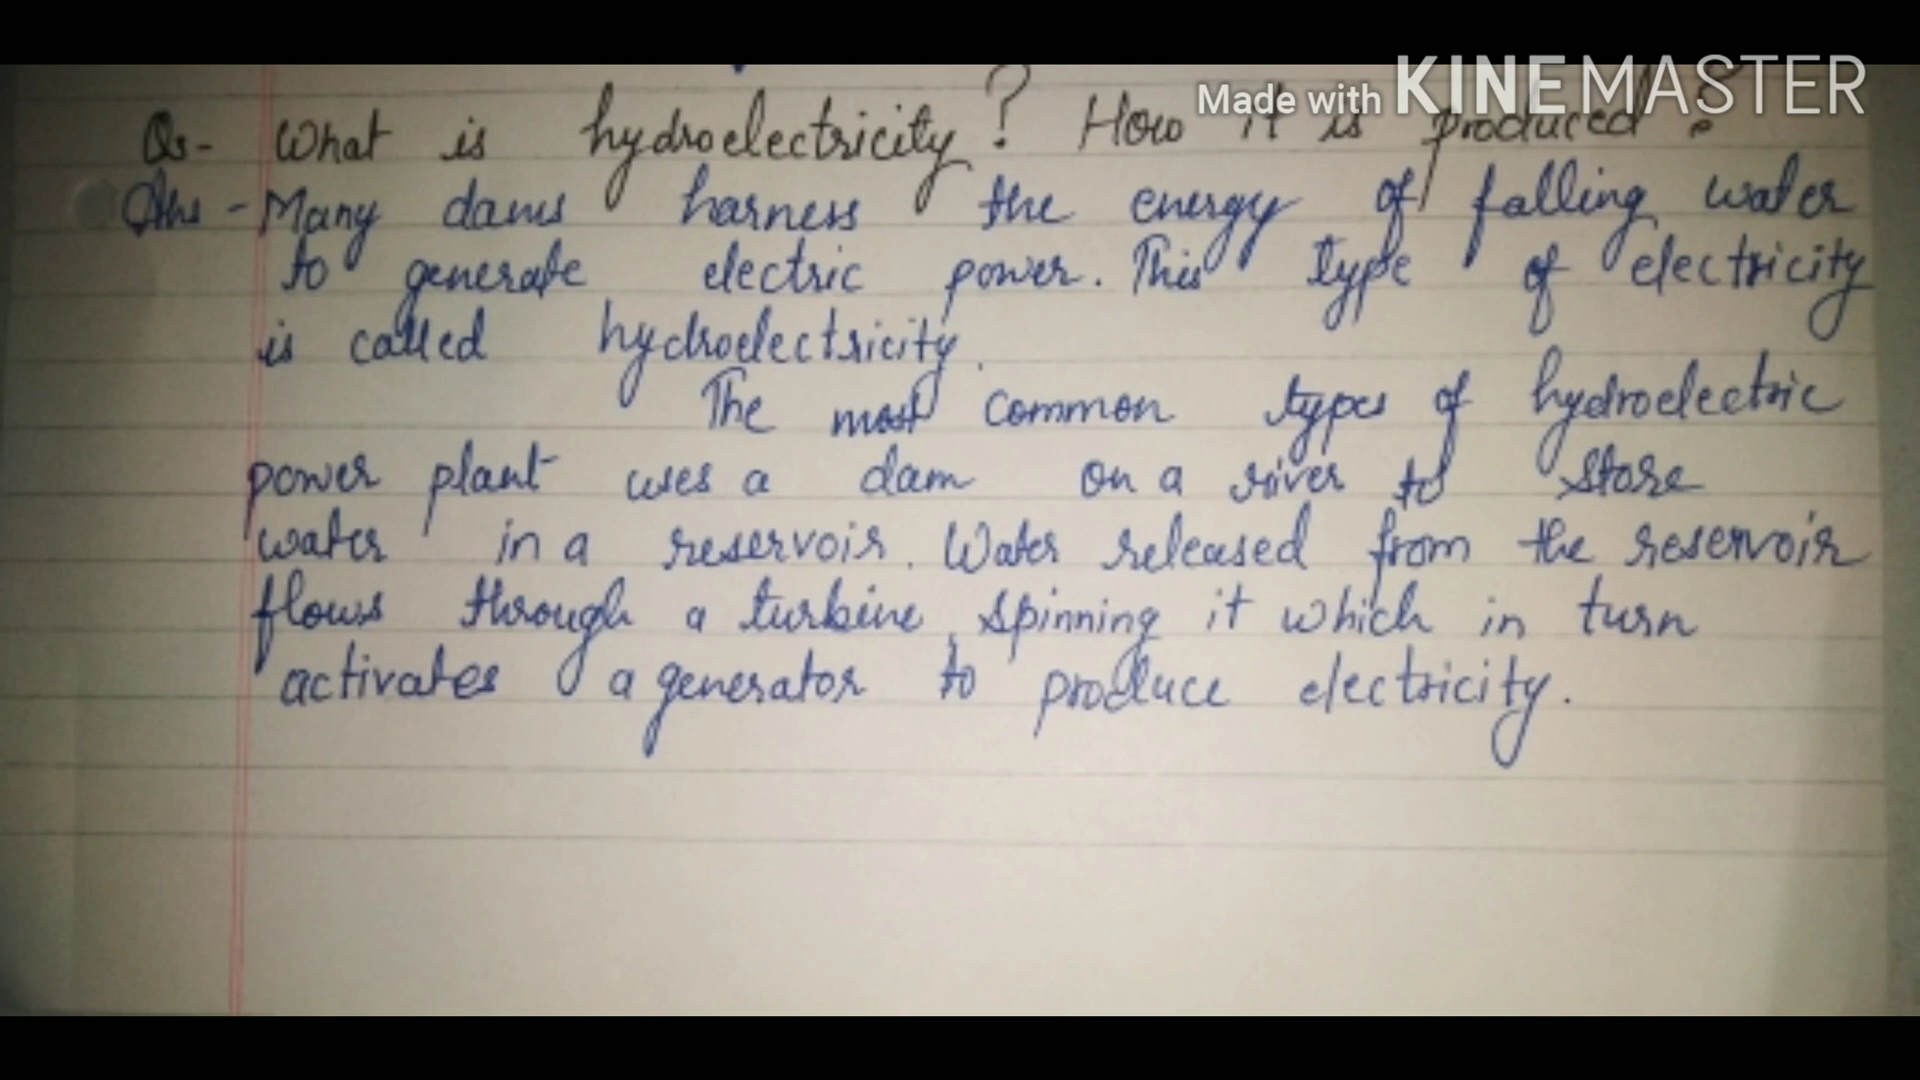 Made with KINEMASTER
Qs- What is hydroelectricity? How it is produced?
Ans - Many dams harness the energy of falling water
to generate electric power. This type of electricity
is called hydroelectricity.
The most common types of hydroelectric
power plant uses a dam on a river to store
water in a reservoir. Water released from the reservoir
flows through a turbine, spinning it which in turn
activates a generator to produce electricity.